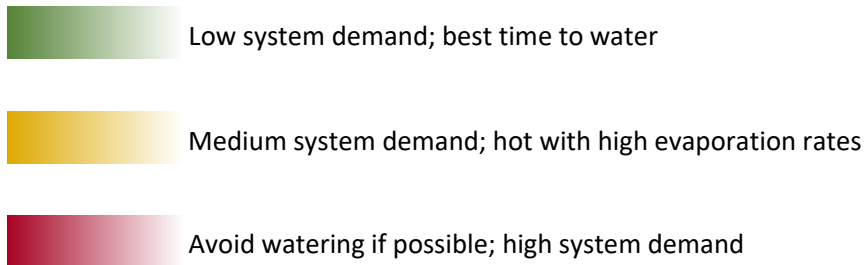 Low system demand; best time to water
Medium system demand; hot with high evaporation rates
Avoid watering if possible; high system demand